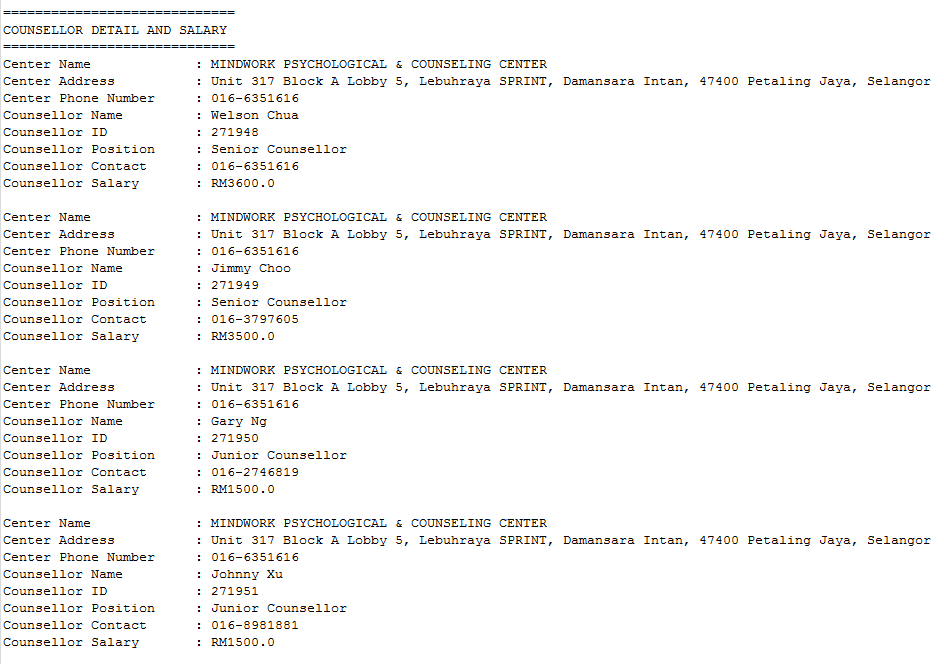 =============================
COUNSELLOR DETAIL AND SALARY
=============================
Center Name             : MINDWORK PSYCHOLOGICAL & COUNSELING CENTER
Center Address          : Unit 317 Block A Lobby 5, Lebuhraya SPRINT, Damansara Intan, 47400 Petaling Jaya, Selangor
Center Phone Number     : 016-6351616
Counsellor Name         : Welson Chua
Counsellor ID           : 271948
Counsellor Position     : Senior Counsellor
Counsellor Contact      : 016-6351616
Counsellor Salary       : RM3600.0

Center Name             : MINDWORK PSYCHOLOGICAL & COUNSELING CENTER
Center Address          : Unit 317 Block A Lobby 5, Lebuhraya SPRINT, Damansara Intan, 47400 Petaling Jaya, Selangor
Center Phone Number     : 016-6351616
Counsellor Name         : Jimmy Choo
Counsellor ID           : 271949
Counsellor Position     : Senior Counsellor
Counsellor Contact      : 016-3797605
Counsellor Salary       : RM3500.0

Center Name             : MINDWORK PSYCHOLOGICAL & COUNSELING CENTER
Center Address          : Unit 317 Block A Lobby 5, Lebuhraya SPRINT, Damansara Intan, 47400 Petaling Jaya, Selangor
Center Phone Number     : 016-6351616
Counsellor Name         : Gary Ng
Counsellor ID           : 271950
Counsellor Position     : Junior Counsellor
Counsellor Contact      : 016-2746819
Counsellor Salary       : RM1500.0

Center Name             : MINDWORK PSYCHOLOGICAL & COUNSELING CENTER
Center Address          : Unit 317 Block A Lobby 5, Lebuhraya SPRINT, Damansara Intan, 47400 Petaling Jaya, Selangor
Center Phone Number     : 016-6351616
Counsellor Name         : Johnny Xu
Counsellor ID           : 271951
Counsellor Position     : Junior Counsellor
Counsellor Contact      : 016-8981881
Counsellor Salary       : RM1500.0